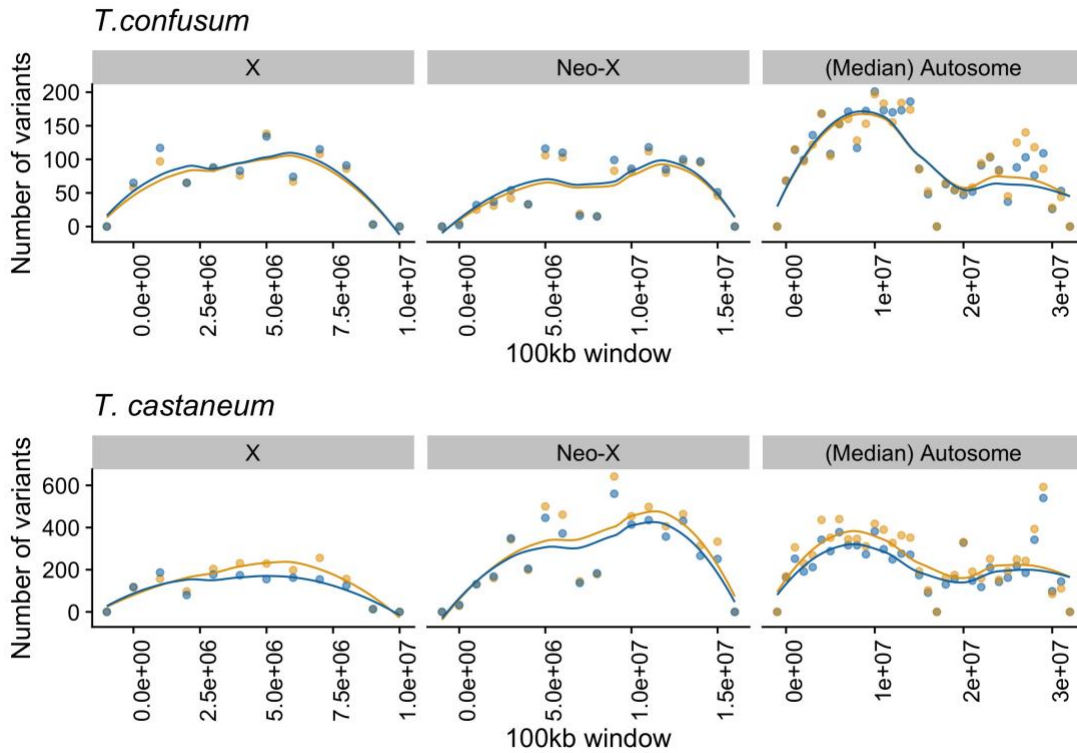 T.confusum
X Neo-X (Median) Autosome
Number of variants
200
150
100
50
0
0.0e+00 2.5e+06 5.0e+06 7.5e+06 1.0e+07 0.0e+00 5.0e+06 1.0e+07 1.5e+07 0e+00 1e+07 2e+07 3e+07
100kb window
T. castaneum
X Neo-X (Median) Autosome
Number of variants
600
400
200
0
0.0e+00 2.5e+06 5.0e+06 7.5e+06 1.0e+07 0.0e+00 5.0e+06 1.0e+07 1.5e+07 0e+00 1e+07 2e+07 3e+07
100kb window